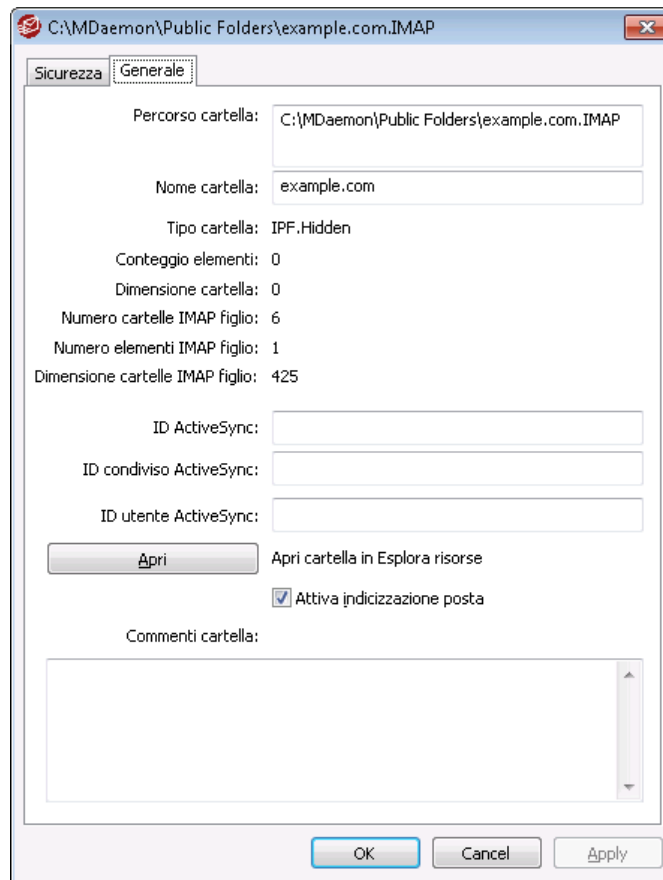 C:\MDaemon\Public Folders\example.com.IMAP
Sicurezza Generale
Percorso cartella: C:\MDaemon\Public Folders\example.com.IMAP
Nome cartella: example.com
Tipo cartella: IPF.Hidden
Conteggio elementi: 0
Dimensione cartella: 0
Numero cartelle IMAP figlio: 6
Numero elementi IMAP figlio: 1
Dimensione cartelle IMAP figlio: 425
ID ActiveSync:
ID condiviso ActiveSync:
ID utente ActiveSync:
Apri Apri cartella in Esplora risorse
Attiva indicizzazione posta
Commenti cartella:
OK Cancel Apply